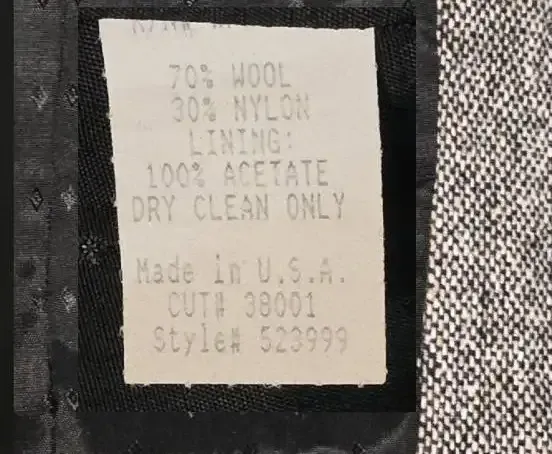 70% WOOL
30% NYLON
LINING:
100% ACETATE
DRY CLEAN ONLY
Made in U.S.A.
CUT# 38001
Style# 523999